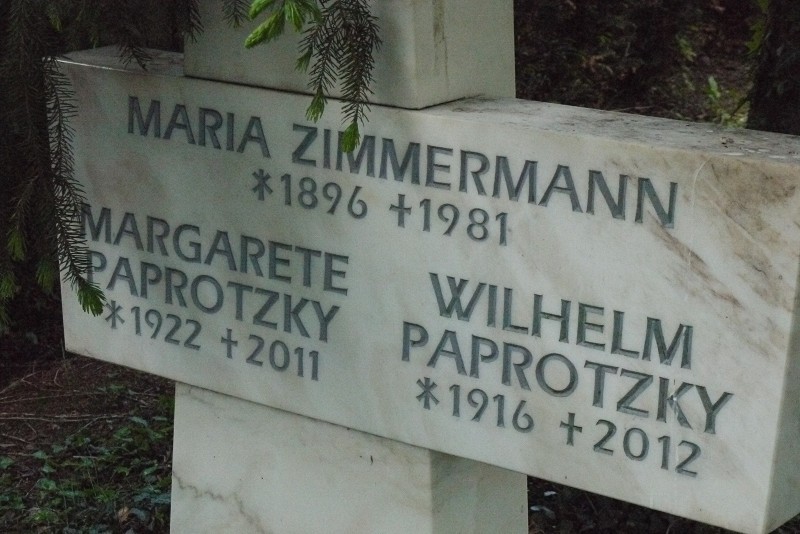 MARIA ZIMMERMANN
*1896 +1981
MARGARETE
PAPROTZKY
*1922 +2011
WILHELM
PAPROTZKY
*1916 +2012